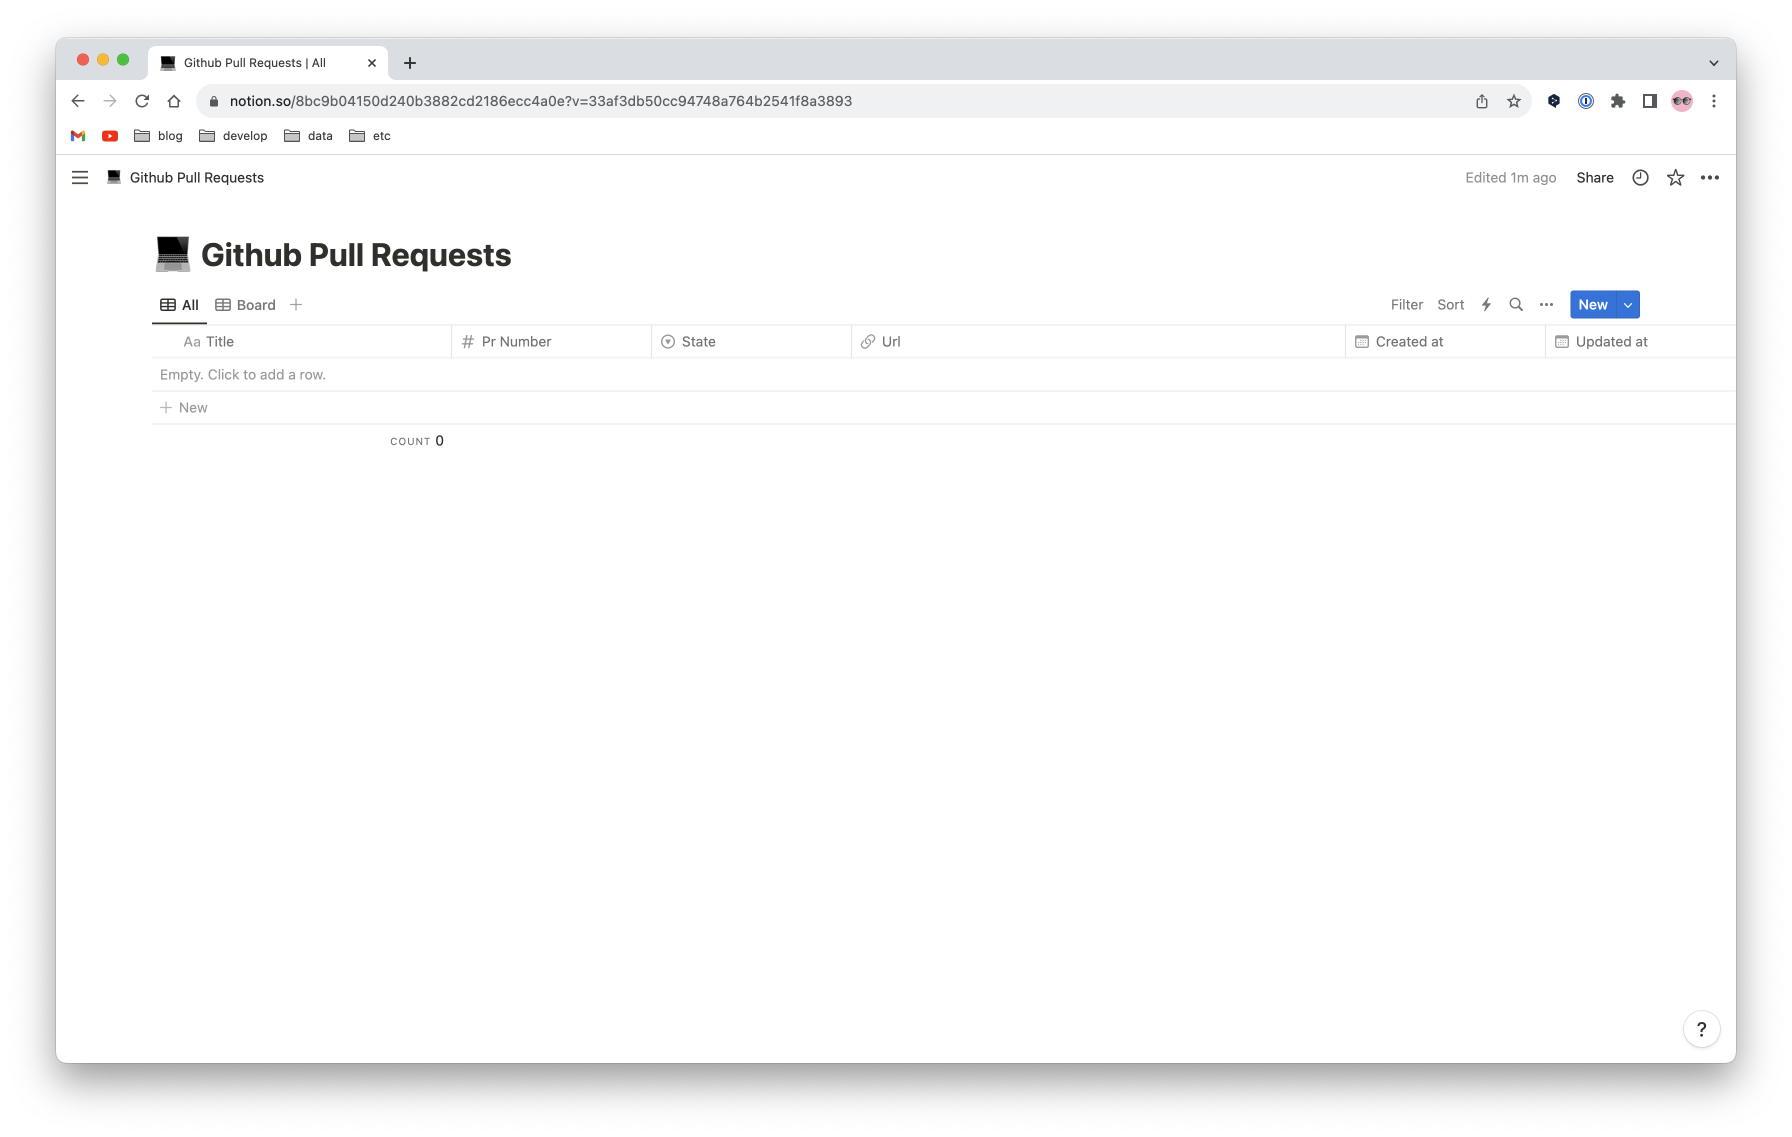 Github Pull Requests | All
notion.so/8bc9b04150d240b3882cd2186ecc4a0e?v=33af3db50cc94748a764b2541f8a3893
blog develop data etc
Github Pull Requests Edited 1m ago Share
Github Pull Requests
All Board Filter Sort New
Aa Title # Pr Number State Url Created at Updated at
Empty. Click to add a row.
+ New
COUNT 0
?